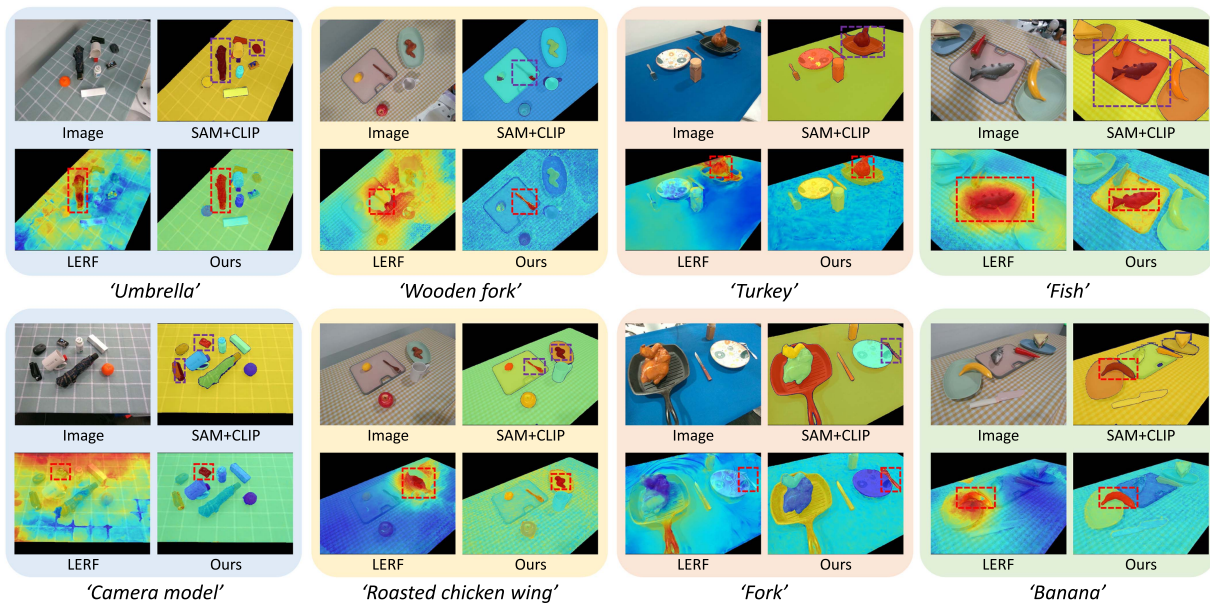 Image SAM+CLIP Image SAM+CLIP Image SAM+CLIP Image SAM+CLIP
LERF Ours LERF Ours LERF Ours LERF Ours
‘Umbrella’ ‘Wooden fork’ ‘Turkey’ ‘Fish’
Image SAM+CLIP Image SAM+CLIP Image SAM+CLIP Image SAM+CLIP
LERF Ours LERF Ours LERF Ours LERF Ours
‘Camera model’ ‘Roasted chicken wing’ ‘Fork’ ‘Banana’